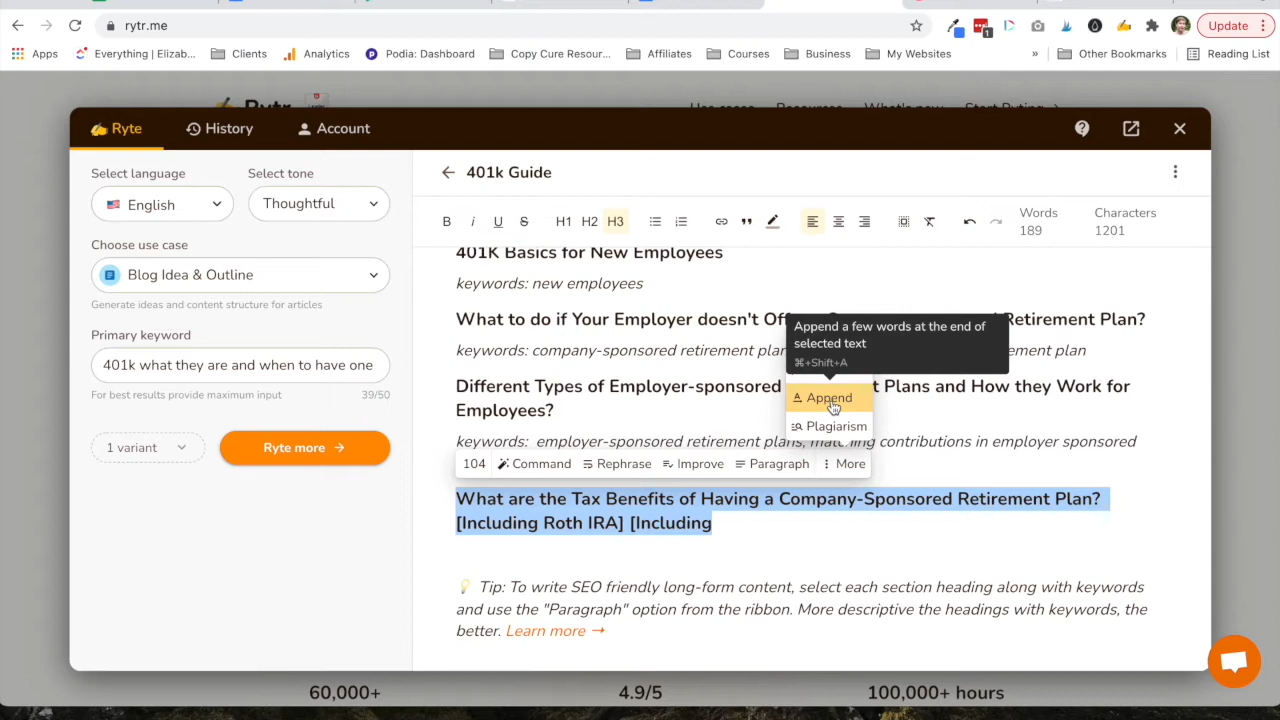 rytr.me
Update
Apps
Everything | Elizab...
Clients
Analytics
Podia: Dashboard
Copy Cure Resour...
Affiliates
Courses
Business
My Websites
»
Other Bookmarks
Reading List
Rytr
Use cases Resources What's new Start Ryting
Ryte
History
Account
Select language
Select tone
English
Thoughtful
Choose use case
Blog Idea & Outline
Generate ideas and content structure for articles
Primary keyword
401k what they are and when to have one
For best results provide maximum input
39/50
1 variant
Ryte more →
401k Guide
B i U S H1 H2 H3
Words
189
Characters
1201
401K Basics for New Employees
keywords: new employees
What to do if Your Employer doesn't Off Retirement Plan?
keywords: company-sponsored retirement plan ement plan
Append a few words at the end of
selected text
⌘+Shift+A
Different Types of Employer-sponsored t Plans and How they Work for
Employees?
Append
Plagiarism
keywords: employer-sponsored retirement plans, matching contributions in employer sponsored
104 Command Rephrase Improve Paragraph More
What are the Tax Benefits of Having a Company-Sponsored Retirement Plan?
[Including Roth IRA] [Including
💡 Tip: To write SEO friendly long-form content, select each section heading along with keywords
and use the "Paragraph" option from the ribbon. More descriptive the headings with keywords, the
better. Learn more →
60,000+
4.9/5
100,000+ hours